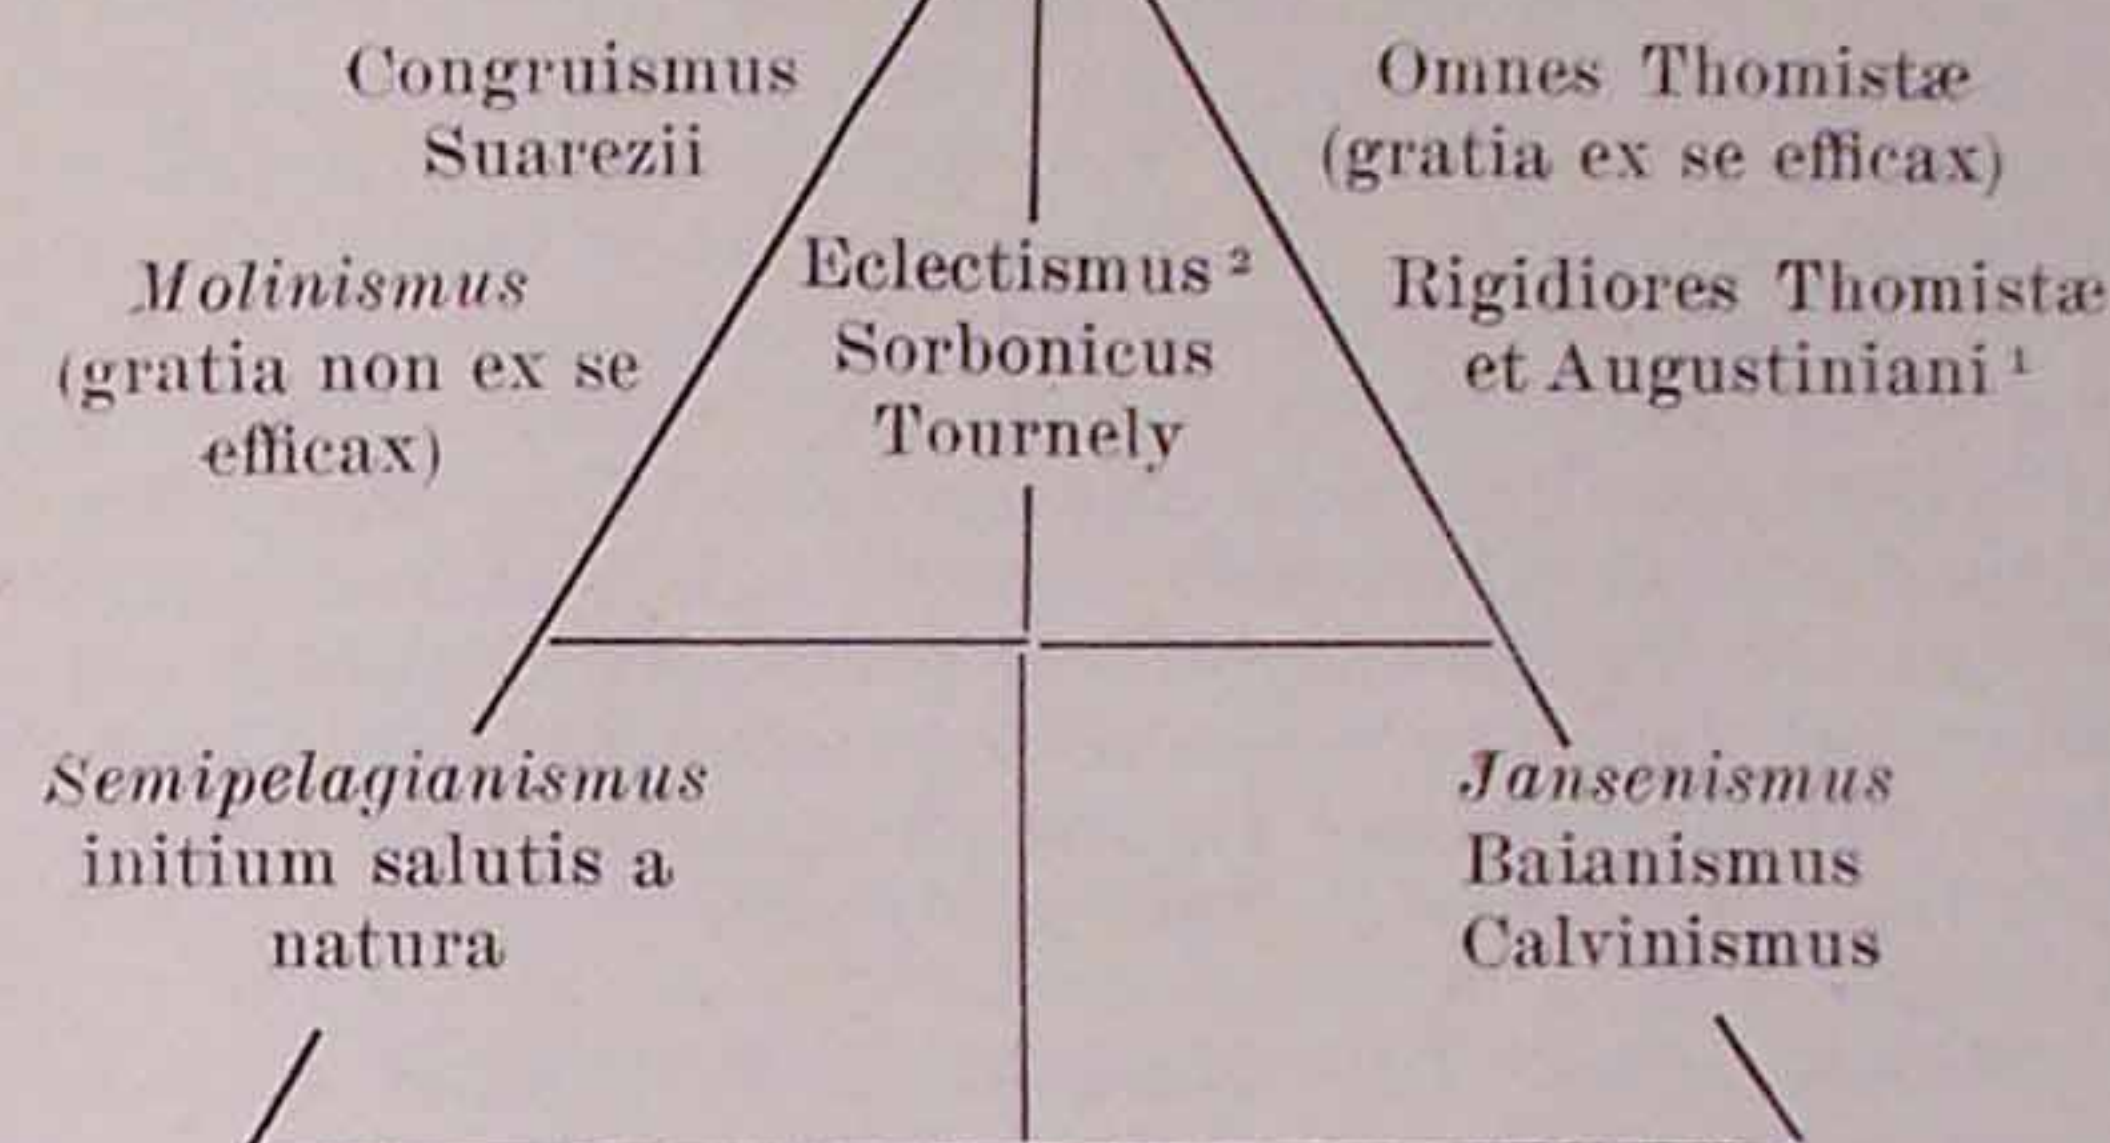 Congruismus
Suarezii
Omnes Thomistæ
(gratia ex se efficax)
Molinismus
(gratia non ex se
efficax)
Eclectismus ²
Sorbonicus
Tournely
Rigidiores Thomistæ
et Augustiniani ¹
Semipelagianismus
initium salutis a
natura
Jansenismus
Baianismus
Calvinismus